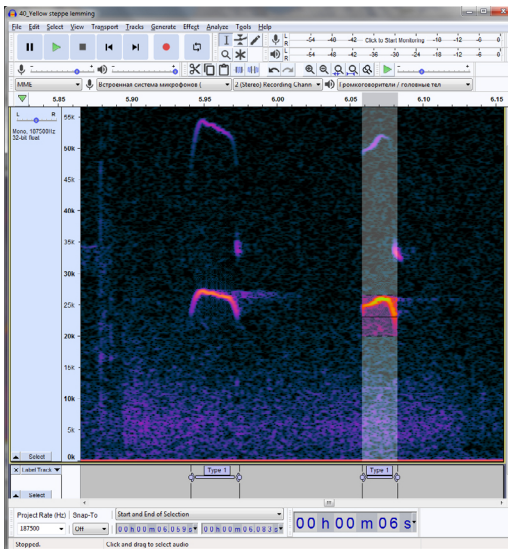 40_Yellow steppe lemming
File Edit Select View Transport Tracks Generate Effect Analyze Tools Help
L R -54 -48 -42 Click to Start Monitoring -18 -12 -6 0
L R -54 -48 -42 -36 -30 -24 -18 -12 -6 0
MME Встроенная система микрофонов ( 2 (Stereo) Recording Chann Громкоговорители / головные тел
5.85 5.90 5.95 6.00 6.05 6.10 6.15
L R
Mono, 187500Hz
32-bit float
55k
50k
45k
40k
35k
30k
25k
20k
15k
10k
5k
0k
Select
x Label Track
Type 1 Type 1
Select
Project Rate (Hz) Snap-To Start and End of Selection
187500 Off 00h00m06.059s 00h00m06.083s
00 h 00 m 06 s
Stopped. Click and drag to select audio